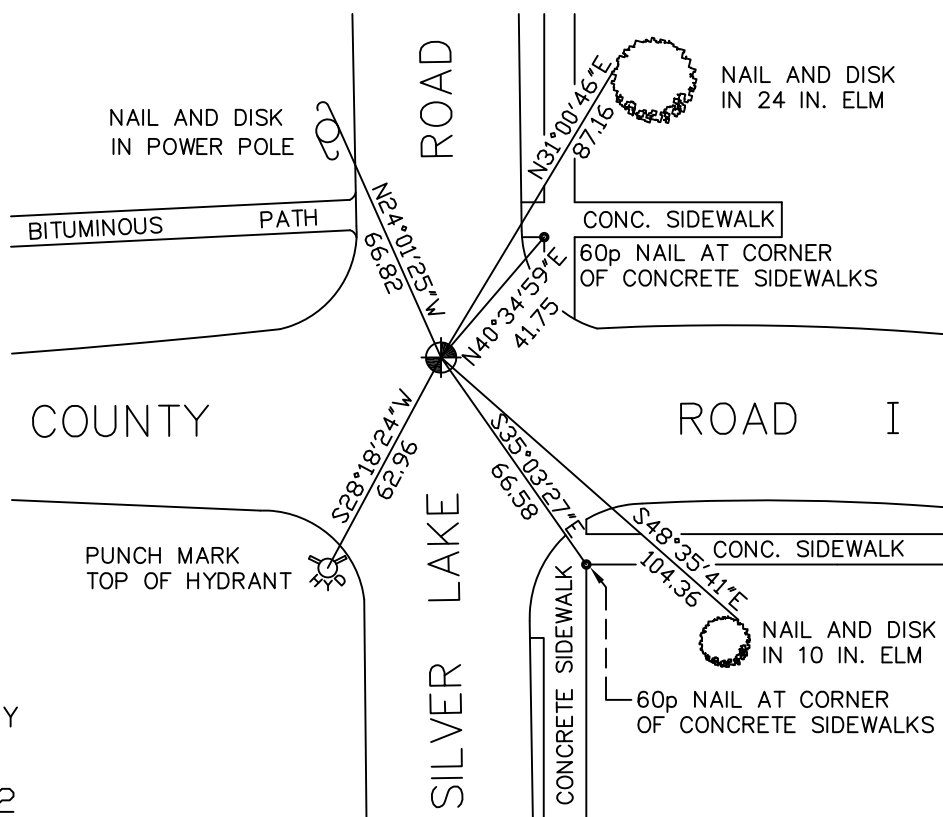 ROAD
NAIL AND DISK
IN 24 IN. ELM
N31°00'46"E
87.16
NAIL AND DISK
IN POWER POLE
N24°01'25"W
66.82
BITUMINOUS PATH
CONC. SIDEWALK
60p NAIL AT CORNER
OF CONCRETE SIDEWALKS
N40°34'59"E
41.75
COUNTY
ROAD I
S28°18'24"W
62.96
S35°03'27"E
66.58
S48°35'41"E
104.36
PUNCH MARK
TOP OF HYDRANT
HYD
CONC. SIDEWALK
SILVER LAKE
CONCRETE SIDEWALK
NAIL AND DISK
IN 10 IN. ELM
60p NAIL AT CORNER
OF CONCRETE SIDEWALKS
Y
2